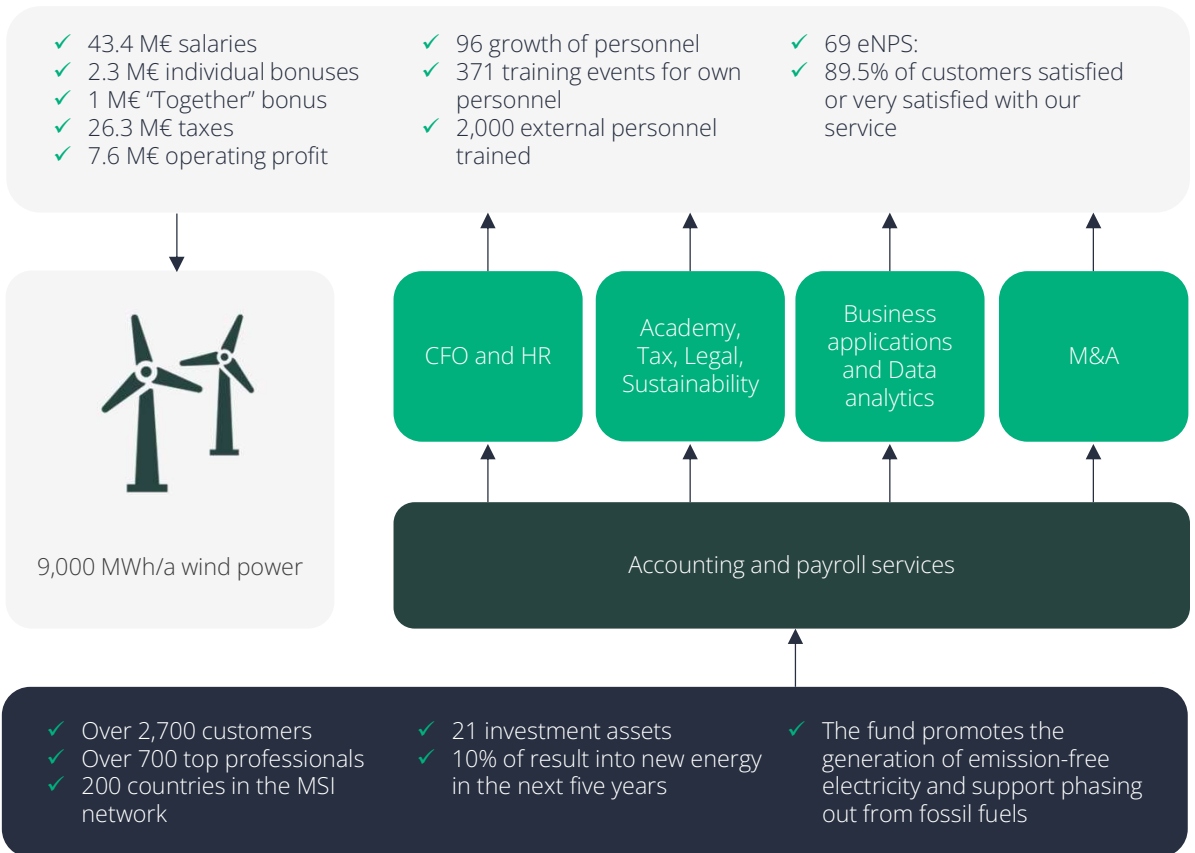 ✓ 43.4 M€ salaries
✓ 2.3 M€ individual bonuses
✓ 1 M€ “Together” bonus
✓ 26.3 M€ taxes
✓ 7.6 M€ operating profit
✓ 96 growth of personnel
✓ 371 training events for own
personnel
✓ 2,000 external personnel
trained
✓ 69 eNPS:
✓ 89.5% of customers satisfied
or very satisfied with our
service
CFO and HR
Academy,
Tax, Legal,
Sustainability
Business
applications
and Data
analytics
M&A
9,000 MWh/a wind power
Accounting and payroll services
✓ Over 2,700 customers
✓ Over 700 top professionals
✓ 200 countries in the MSI
network
✓ 21 investment assets
✓ 10% of result into new energy
in the next five years
✓ The fund promotes the
generation of emission-free
electricity and support phasing
out from fossil fuels